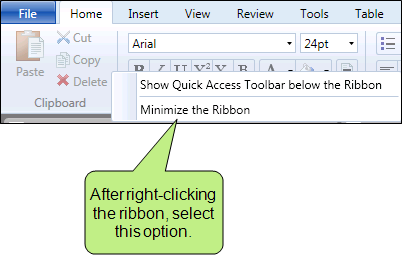 File Home Insert View Review Tools Table
Cut
Arial 24pt
Paste
Copy
Delete
B I U X² X
A
Clipboard
Show Quick Access Toolbar below the Ribbon
Minimize the Ribbon
After right-clicking
the ribbon, select
this option.